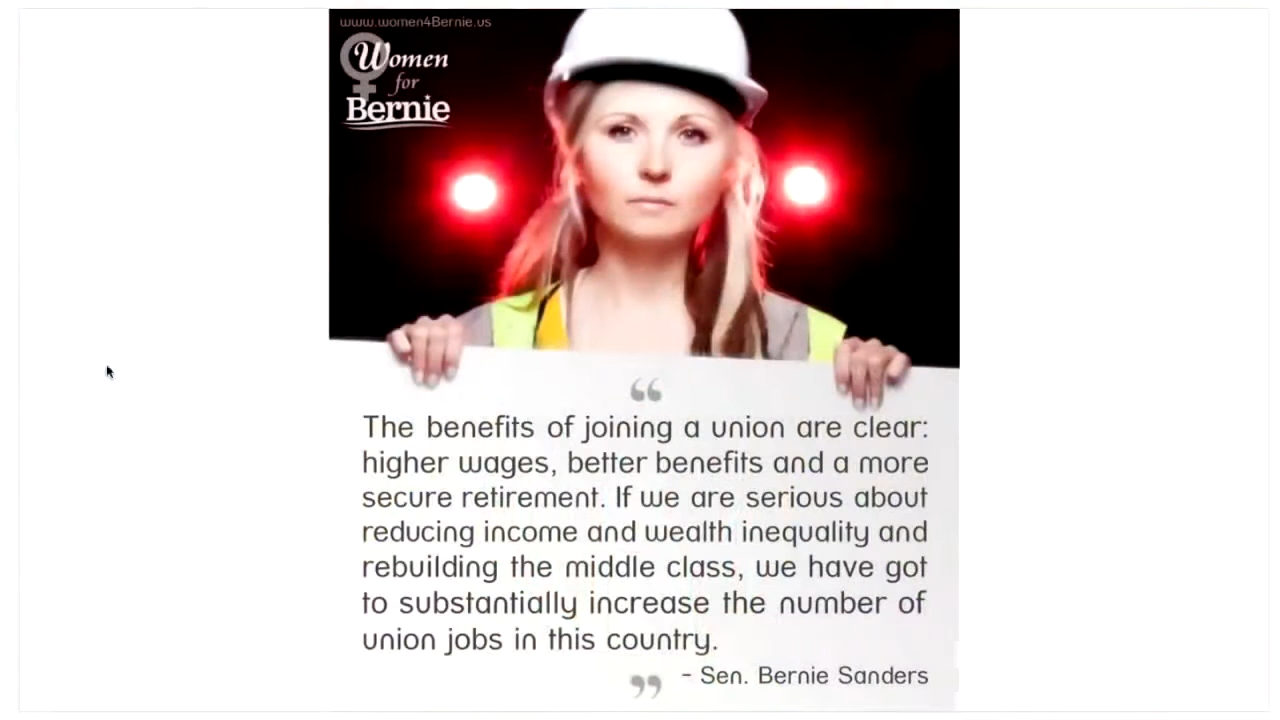 www.women4Bernie.us
Women
for
Bernie
“
The benefits of joining a union are clear:
higher wages, better benefits and a more
secure retirement. If we are serious about
reducing income and wealth inequality and
rebuilding the middle class, we have got
to substantially increase the number of
union jobs in this country.
- Sen. Bernie Sanders
”